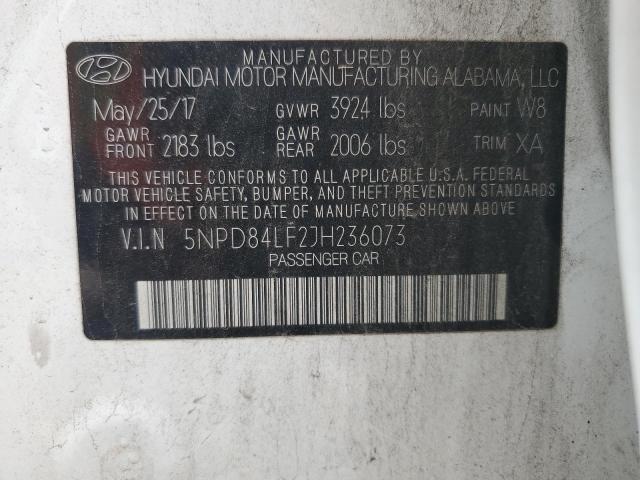 MANUFACTURED BY
HYUNDAI MOTOR MANUFACTURING ALABAMA, LLC
May/25/17 GVWR 3924 lbs PAINT W8
GAWR FRONT 2183 lbs GAWR REAR 2006 lbs TRIM XA
THIS VEHICLE CONFORMS TO ALL APPLICABLE U.S.A. FEDERAL
MOTOR VEHICLE SAFETY, BUMPER, AND THEFT PREVENTION STANDARDS
IN EFFECT ON THE DATE OF MANUFACTURE SHOWN ABOVE.
V.I.N 5NPD84LF2JH236073
PASSENGER CAR